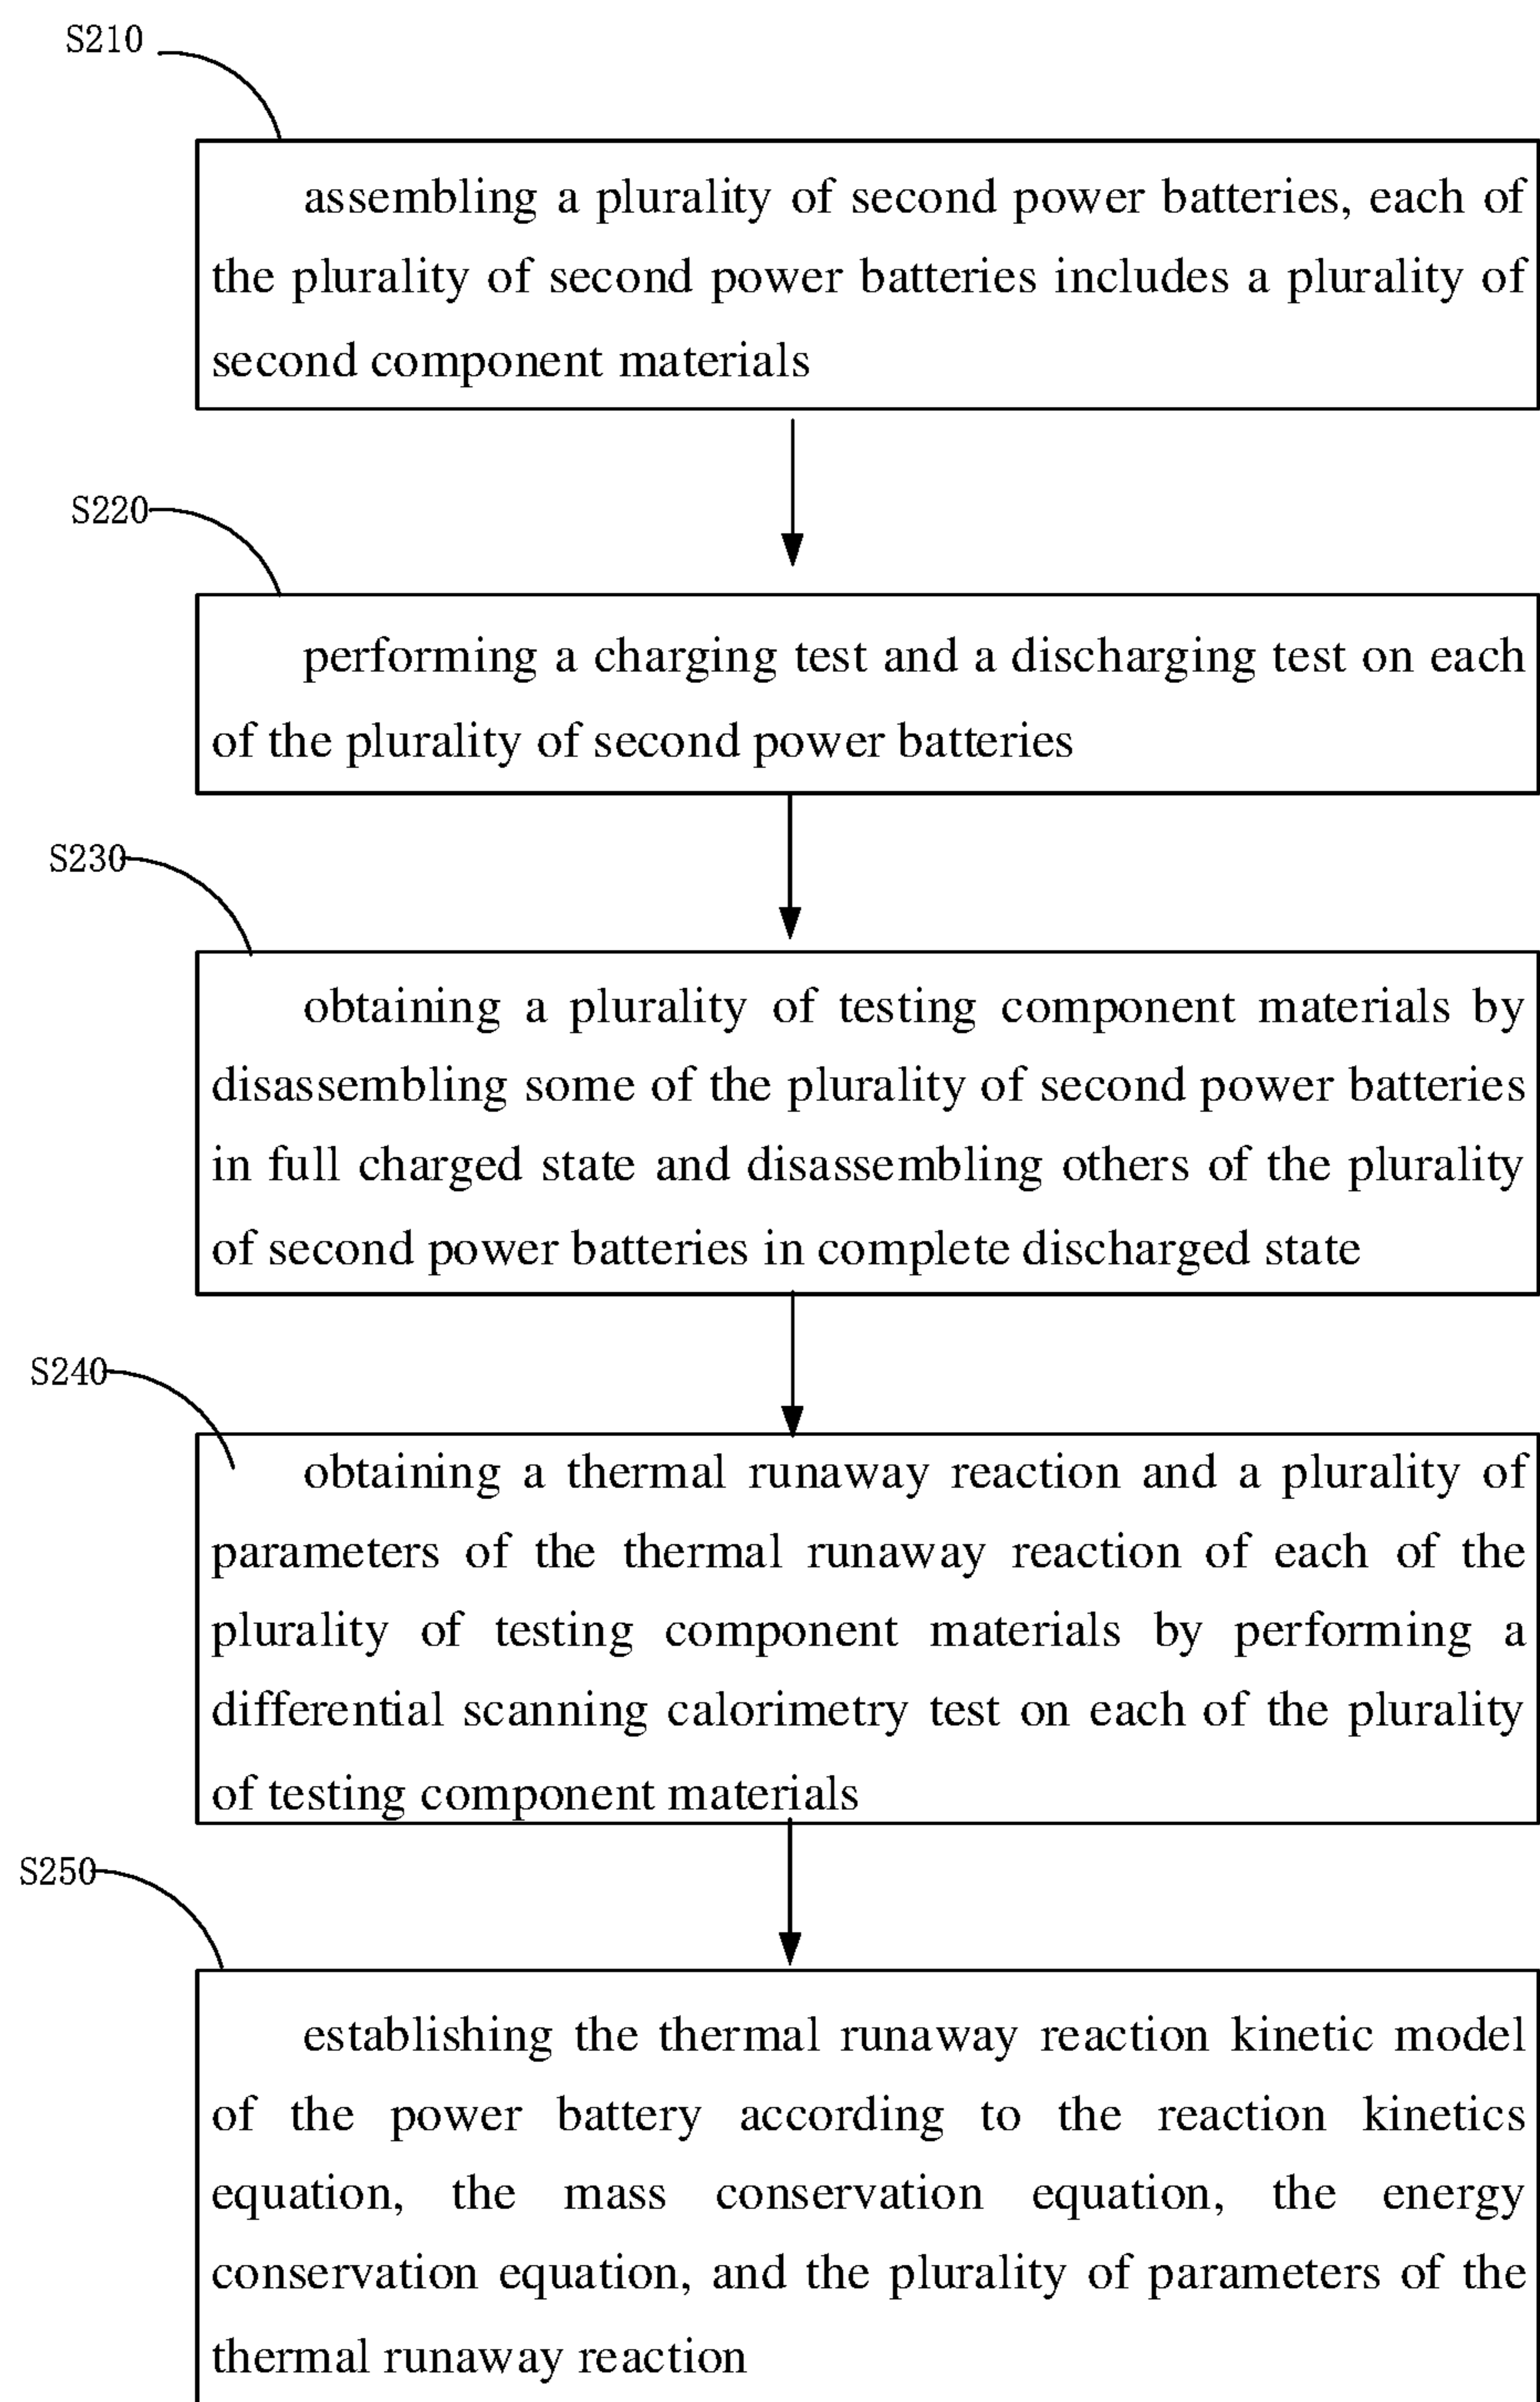 S210
assembling a plurality of second power batteries, each of
the plurality of second power batteries includes a plurality of
second component materials
S220
performing a charging test and a discharging test on each
of the plurality of second power batteries
S230
obtaining a plurality of testing component materials by
disassembling some of the plurality of second power batteries
in full charged state and disassembling others of the plurality
of second power batteries in complete discharged state
S240
obtaining a thermal runaway reaction and a plurality of
parameters of the thermal runaway reaction of each of the
plurality of testing component materials by performing a
differential scanning calorimetry test on each of the plurality
of testing component materials
S250
establishing the thermal runaway reaction kinetic model
of the power battery according to the reaction kinetics
equation, the mass conservation equation, the energy
conservation equation, and the plurality of parameters of the
thermal runaway reaction